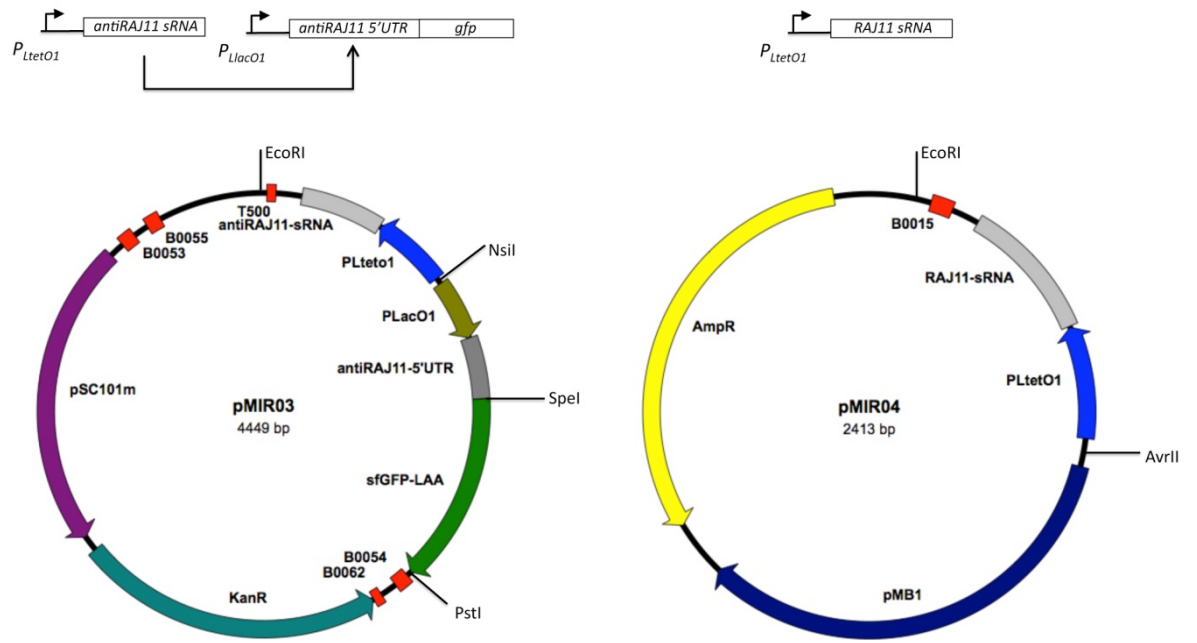 antiRAJ11 sRNA
antiRAJ11 5'UTR
gfp
PLtetO1
PLlacO1
RAJ11 sRNA
PLtetO1
EcoRI
T500
antiRAJ11-sRNA
B0055
B0053
PLteto1
NsiI
PLacO1
antiRAJ11-5'UTR
SpeI
pSC101m
pMIR03
4449 bp
sfGFP-LAA
B0054
B0062
KanR
PstI
EcoRI
B0015
RAJ11-sRNA
AmpR
PLtetO1
pMIR04
2413 bp
AvrII
pMB1